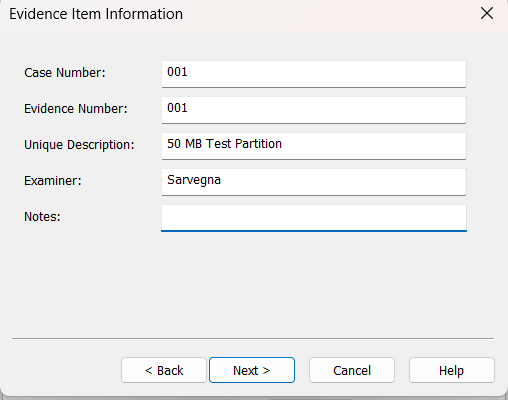 Evidence Item Information
Case Number: 001
Evidence Number: 001
Unique Description: 50 MB Test Partition
Examiner: Sarvegna
Notes:
< Back Next > Cancel Help